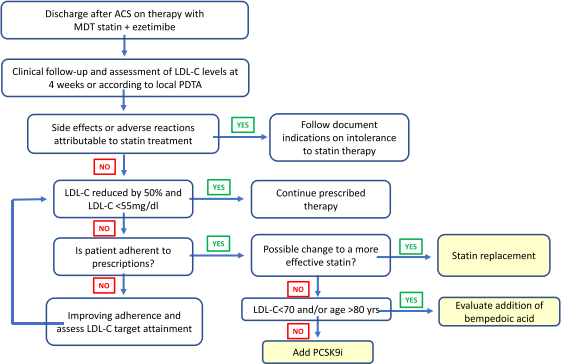 Discharge after ACS on therapy with
MDT statin + ezetimibe
Clinical follow-up and assessment of LDL-C levels at
4 weeks or according to local PDTA
Side effects or adverse reactions
attributable to statin treatment
YES
Follow document
indications on intolerance
to statin therapy
NO
LDL-C reduced by 50% and
LDL-C <55mg/dl
YES
Continue prescribed
therapy
NO
Is patient adherent to
prescriptions?
YES
Possible change to a more
effective statin?
YES
Statin replacement
NO
NO
Improving adherence and
assess LDL-C target attainment
LDL-C<70 and/or age >80 yrs
YES
Evaluate addition of
bempedoic acid
NO
Add PCSK9i